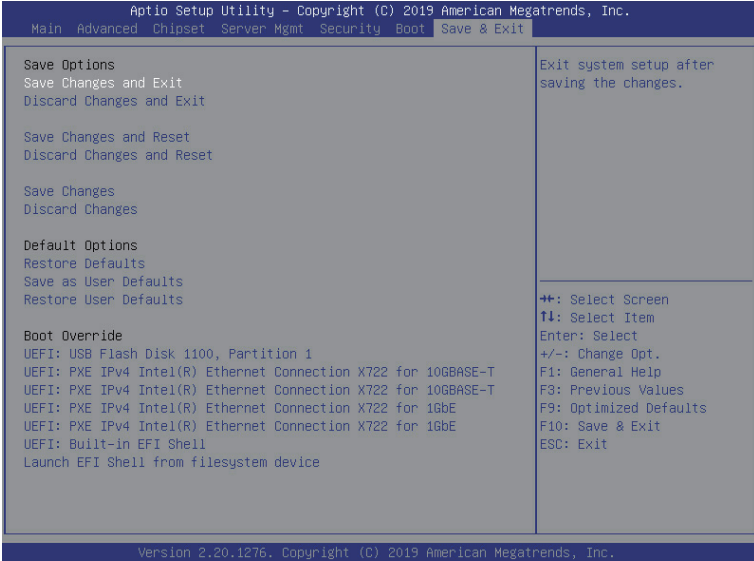 Aptio Setup Utility – Copyright (C) 2019 American Megatrends, Inc.
Main Advanced Chipset Server Mgmt Security Boot Save & Exit
Save Options
Save Changes and Exit
Discard Changes and Exit
Save Changes and Reset
Discard Changes and Reset
Save Changes
Discard Changes
Default Options
Restore Defaults
Save as User Defaults
Restore User Defaults
Boot Override
UEFI: USB Flash Disk 1100, Partition 1
UEFI: PXE IPv4 Intel(R) Ethernet Connection X722 for 10GBASE-T
UEFI: PXE IPv4 Intel(R) Ethernet Connection X722 for 10GBASE-T
UEFI: PXE IPv4 Intel(R) Ethernet Connection X722 for 1GbE
UEFI: PXE IPv4 Intel(R) Ethernet Connection X722 for 1GbE
UEFI: Built-in EFI Shell
Launch EFI Shell from filesystem device
Exit system setup after
saving the changes.
→←: Select Screen
↑↓: Select Item
Enter: Select
+/-: Change Opt.
F1: General Help
F3: Previous Values
F9: Optimized Defaults
F10: Save & Exit
ESC: Exit
Version 2.20.1276. Copyright (C) 2019 American Megatrends, Inc.